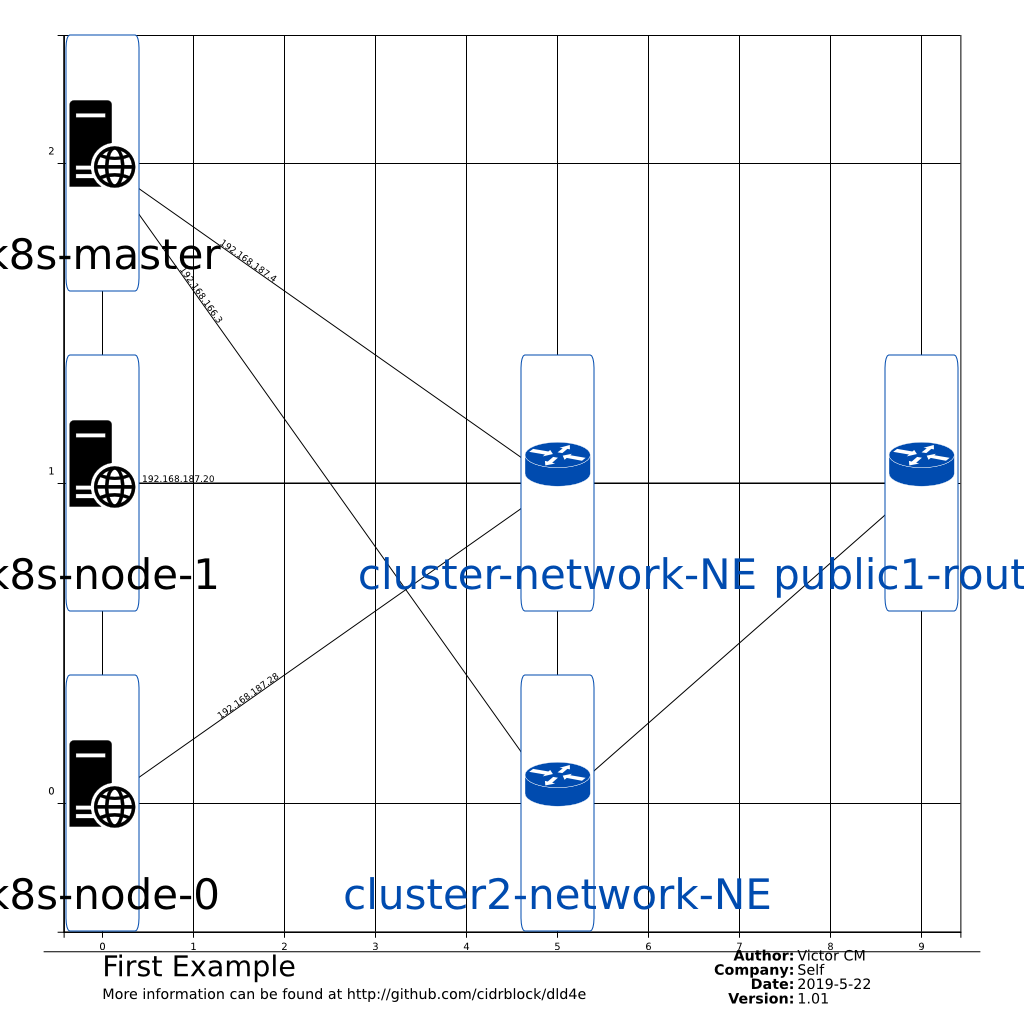 2
k8s-master
192.168.187.4
192.168.166.3
1
192.168.187.20
k8s-node-1
cluster-network-NE
public1-rout
192.168.187.28
0
k8s-node-0
cluster2-network-NE
0 1 2 3 4 5 6 7 8 9
First Example
More information can be found at http://github.com/cidrblock/dld4e
Author: Victor CM
Company: Self
Date: 2019-5-22
Version: 1.01